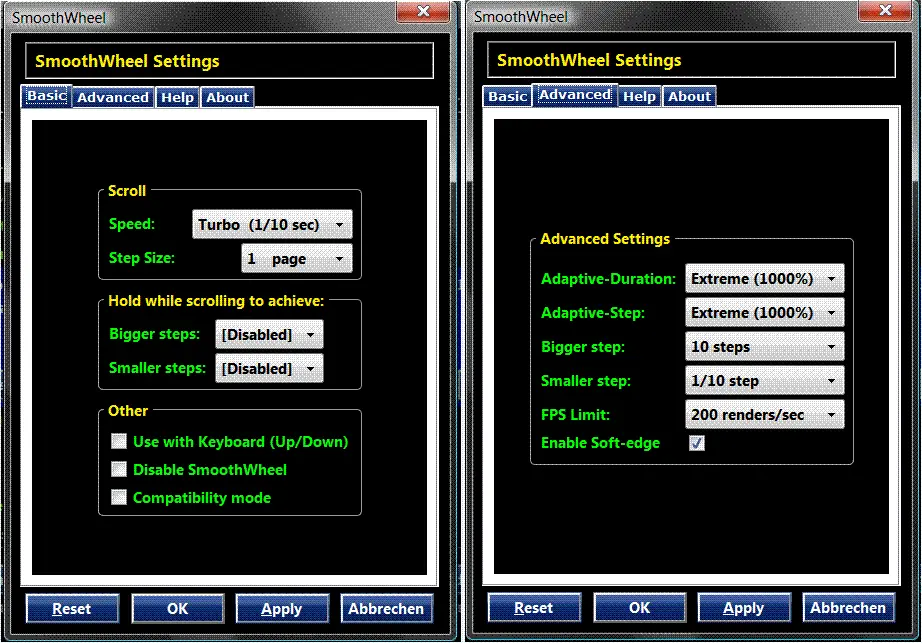 SmoothWheel
SmoothWheel Settings
Basic Advanced Help About
Scroll
Speed: Turbo (1/10 sec)
Step Size: 1 page
Hold while scrolling to achieve:
Bigger steps: [Disabled]
Smaller steps: [Disabled]
Other
Use with Keyboard (Up/Down)
Disable SmoothWheel
Compatibility mode
Reset OK Apply Abbrechen
SmoothWheel
SmoothWheel Settings
Basic Advanced Help About
Advanced Settings
Adaptive-Duration: Extreme (1000%)
Adaptive-Step: Extreme (1000%)
Bigger step: 10 steps
Smaller step: 1/10 step
FPS Limit: 200 renders/sec
Enable Soft-edge
Reset OK Apply Abbrechen